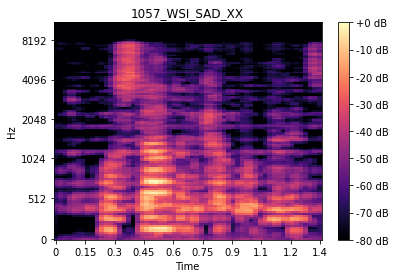 1057_WSI_SAD_XX
Hz
8192
4096
2048
1024
512
0
0 0.15 0.3 0.45 0.6 0.75 0.9 1.1 1.2 1.4
Time
+0 dB
-10 dB
-20 dB
-30 dB
-40 dB
-50 dB
-60 dB
-70 dB
-80 dB